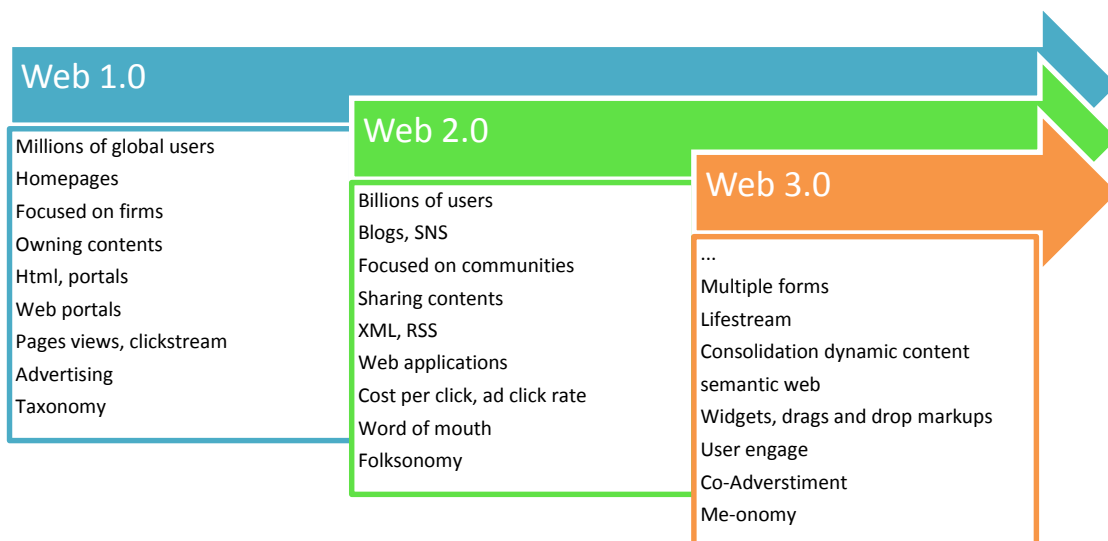 Web 1.0
Millions of global users
Homepages
Focused on firms
Owning contents
Html, portals
Web portals
Pages views, clickstream
Advertising
Taxonomy
Web 2.0
Billions of users
Blogs, SNS
Focused on communities
Sharing contents
XML, RSS
Web applications
Cost per click, ad click rate
Word of mouth
Folksonomy
Web 3.0
...
Multiple forms
Lifestream
Consolidation dynamic content
semantic web
Widgets, drags and drop markups
User engage
Co-Adverstiment
Me-onomy